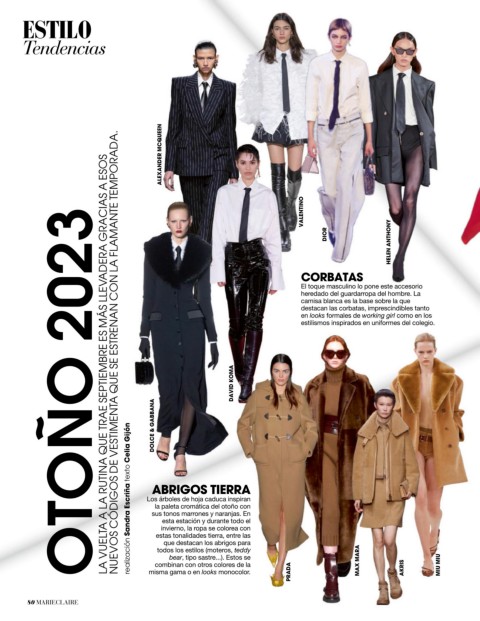 ESTILO
Tendencias
OTOÑO 2023
LA VUELTA A LA RUTINA QUE TRAE SEPTIEMBRE ES MÁS LLEVADERA GRACIAS A ESOS
NUEVOS CÓDIGOS DE VESTIMENTA QUE SE ESTRENAN CON LA FLAMANTE TEMPORADA.
realización Sandra Escriña texto Celia Gijón
ALEXANDER MCQUEEN
VALENTINO
DIOR
HELEN ANTHONY
CORBATAS
El toque masculino lo pone este accesorio
heredado del guardarropa del hombre. La
camisa blanca es la base sobre la que
destacan las corbatas, imprescindibles tanto
en looks formales de working girl como en los
estilismos inspirados en uniformes del colegio.
DAVID KOMA
DOLCE & GABBANA
ABRIGOS TIERRA
Los árboles de hoja caduca inspiran
la paleta cromática del otoño con
sus tonos marrones y naranjas. En
esta estación y durante todo el
invierno, la ropa se colorea con
estas tonalidades tierra, entre las
que destacan los abrigos para
todos los estilos (moteros, teddy
bear, tipo sastre...). Estos se
combinan con otros colores de la
misma gama o en looks monocolor.
PRADA
MAX MARA
AKRIS
MIU MIU
80 MARIE CLAIRE